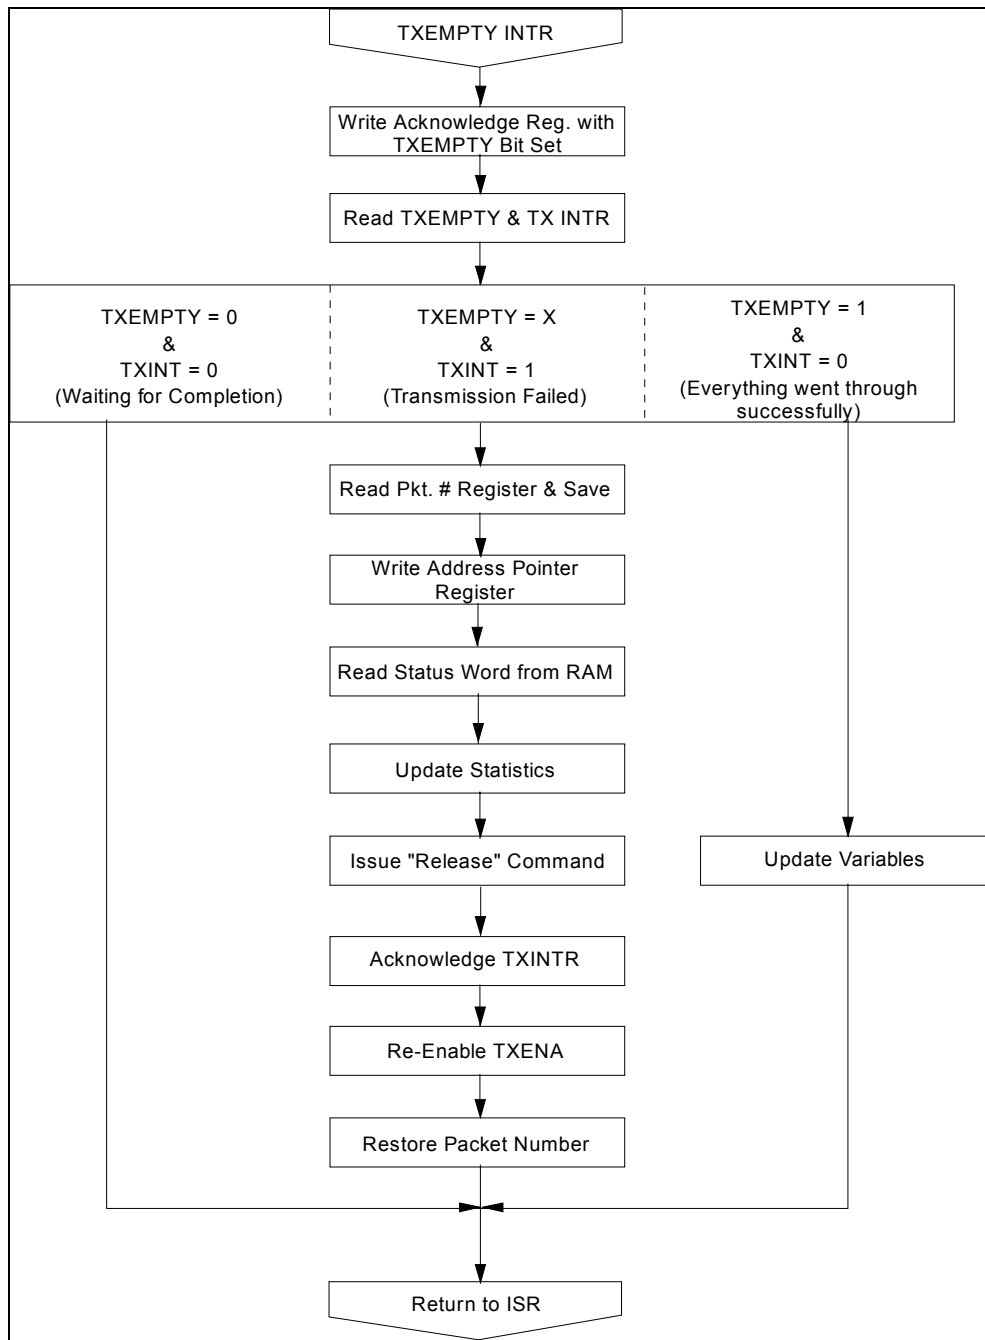 TXEMPTY INTR
Write Acknowledge Reg. with
TXEMPTY Bit Set
Read TXEMPTY & TX INTR
TXEMPTY = 0
&
TXINT = 0
(Waiting for Completion)
TXEMPTY = X
&
TXINT = 1
(Transmission Failed)
TXEMPTY = 1
&
TXINT = 0
(Everything went through
successfully)
Read Pkt. # Register & Save
Write Address Pointer
Register
Read Status Word from RAM
Update Statistics
Issue "Release" Command
Update Variables
Acknowledge TXINTR
Re-Enable TXENA
Restore Packet Number
Return to ISR